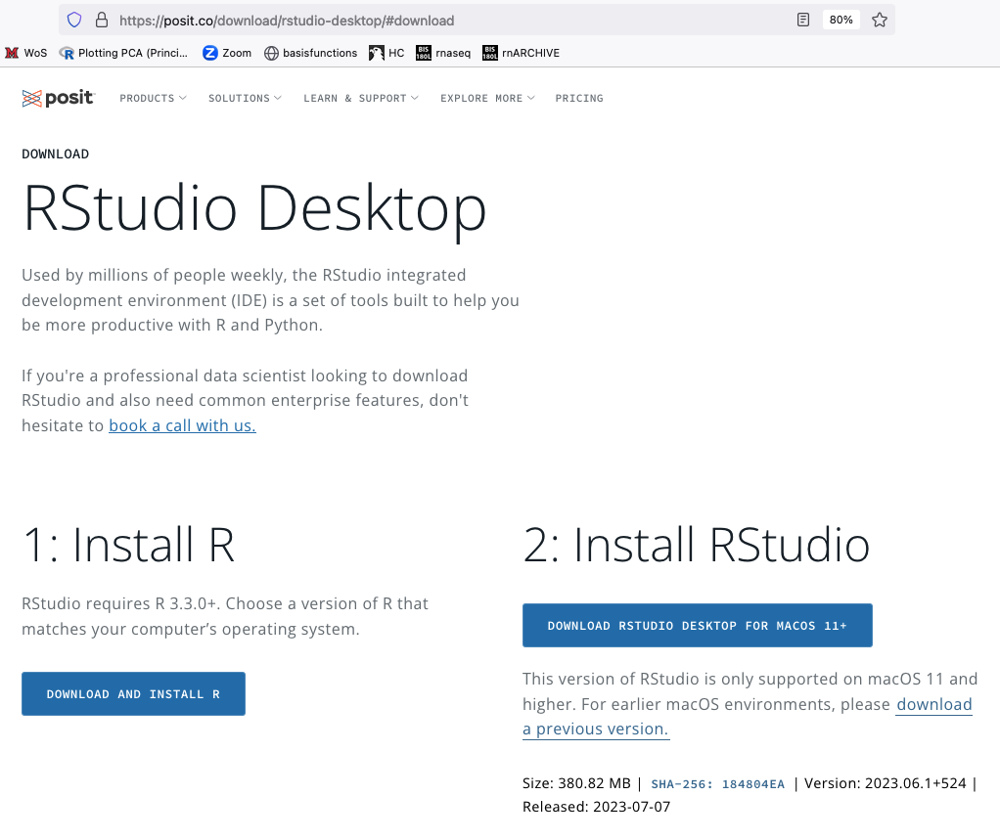 https://posit.co/download/rstudio-desktop/#download 80%
WoS Plotting PCA (Princi... Zoom basisfunctions HC BIS 180L rnaseq BIS 180L rnARCHIVE
posit PRODUCTS SOLUTIONS LEARN & SUPPORT EXPLORE MORE PRICING
DOWNLOAD
RStudio Desktop
Used by millions of people weekly, the RStudio integrated
development environment (IDE) is a set of tools built to help you
be more productive with R and Python.
If you're a professional data scientist looking to download
RStudio and also need common enterprise features, don't
hesitate to book a call with us.
1: Install R
RStudio requires R 3.3.0+. Choose a version of R that
matches your computer’s operating system.
DOWNLOAD AND INSTALL R
2: Install RStudio
DOWNLOAD RSTUDIO DESKTOP FOR MACOS 11+
This version of RStudio is only supported on macOS 11 and
higher. For earlier macOS environments, please download
a previous version.
Size: 380.82 MB | SHA-256: 184804EA | Version: 2023.06.1+524 |
Released: 2023-07-07